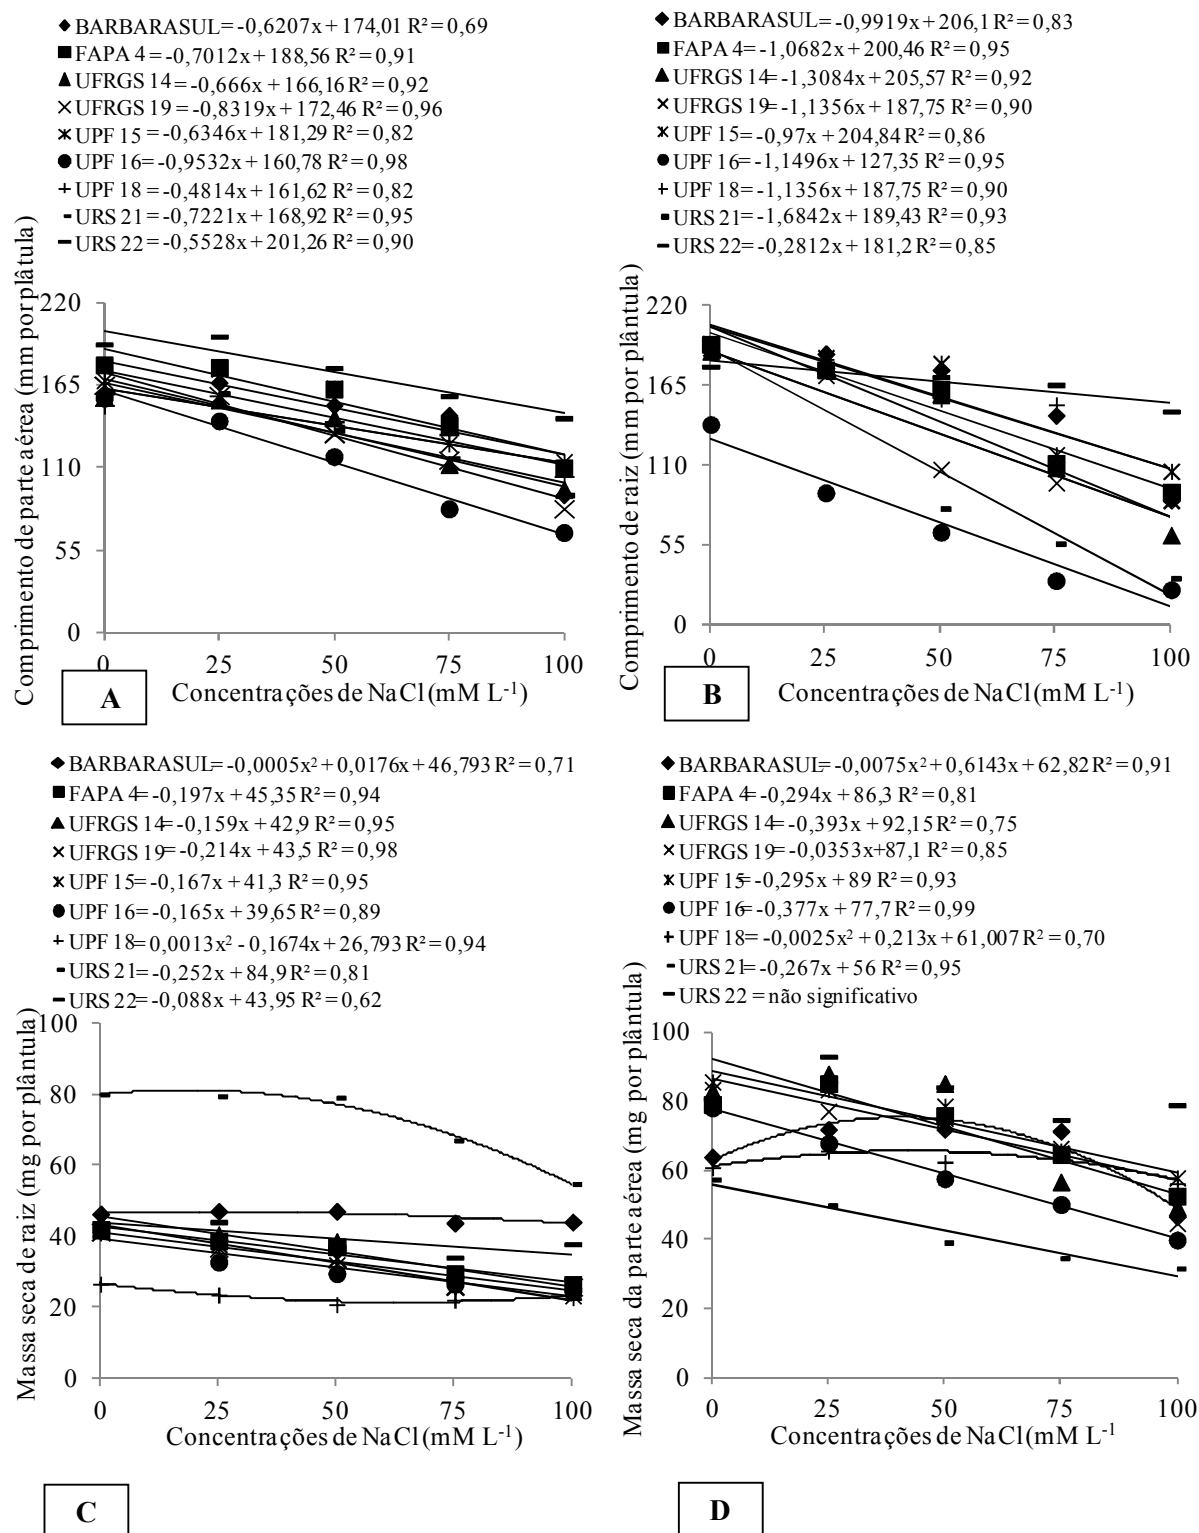 BARBARASUL= -0,6207x + 174,01 R² = 0,69
FAPA 4 = -0,7012x + 188,56 R² = 0,91
UFRGS 14 = -0,666x + 166,16 R² = 0,92
UFRGS 19 = -0,8319x + 172,46 R² = 0,96
UPF 15 = -0,6346x + 181,29 R² = 0,82
UPF 16= -0,9532x + 160,78 R² = 0,98
UPF 18= -0,4814x + 161,62 R² = 0,82
URS 21= -0,7221x + 168,92 R² = 0,95
URS 22= -0,5528x + 201,26 R² = 0,90
Comprimento de parte aérea (mm por plâtula)
220
165
110
55
0
0 25 50 75 100
Concentrações de NaCl (mM L-1)
A
BARBARASUL= -0,9919x + 206,1 R² = 0,83
FAPA 4= -1,0682x + 200,46 R² = 0,95
UFRGS 14= -1,3084x + 205,57 R² = 0,92
UFRGS 19= -1,1356x + 187,75 R² = 0,90
UPF 15= -0,97x + 204,84 R² = 0,86
UPF 16= -1,1496x + 127,35 R² = 0,95
UPF 18= -1,1356x + 187,75 R² = 0,90
URS 21= -1,6842x + 189,43 R² = 0,93
URS 22= -0,2812x + 181,2 R² = 0,85
Comprimento de raiz (mm por plântula)
220
165
110
55
0
0 25 50 75 100
Concentrações de NaCl (mM L-1)
B
BARBARASUL= -0,0005x² + 0,0176x + 46,793 R² = 0,71
FAPA 4= -0,197x + 45,35 R² = 0,94
UFRGS 14= -0,159x + 42,9 R² = 0,95
UFRGS 19= -0,214x + 43,5 R² = 0,98
UPF 15= -0,167x + 41,3 R² = 0,95
UPF 16= -0,165x + 39,65 R² = 0,89
UPF 18= 0,0013x² - 0,1674x + 26,793 R² = 0,94
URS 21= -0,252x + 84,9 R² = 0,81
URS 22= -0,088x + 43,95 R² = 0,62
Massa seca de raiz (mg por plântula)
100
80
60
40
20
0
0 25 50 75 100
Concentrações de NaCl (mM L-1)
C
BARBARASUL= -0,0075x² + 0,6143x + 62,82 R² = 0,91
FAPA 4= -0,294x + 86,3 R² = 0,81
UFRGS 14= -0,393x + 92,15 R² = 0,75
UFRGS 19= -0,0353x+ 87,1 R² = 0,85
UPF 15= -0,295x + 89 R² = 0,93
UPF 16= -0,377x + 77,7 R² = 0,99
UPF 18= -0,0025x² + 0,213x + 61,007 R² = 0,70
URS 21= -0,267x + 56 R² = 0,95
URS 22 = não significativo
Massa seca da parte aérea (mg por plântula)
100
80
60
40
20
0
0 25 50 75 100
Concentrações de NaCl (mM L-1
D